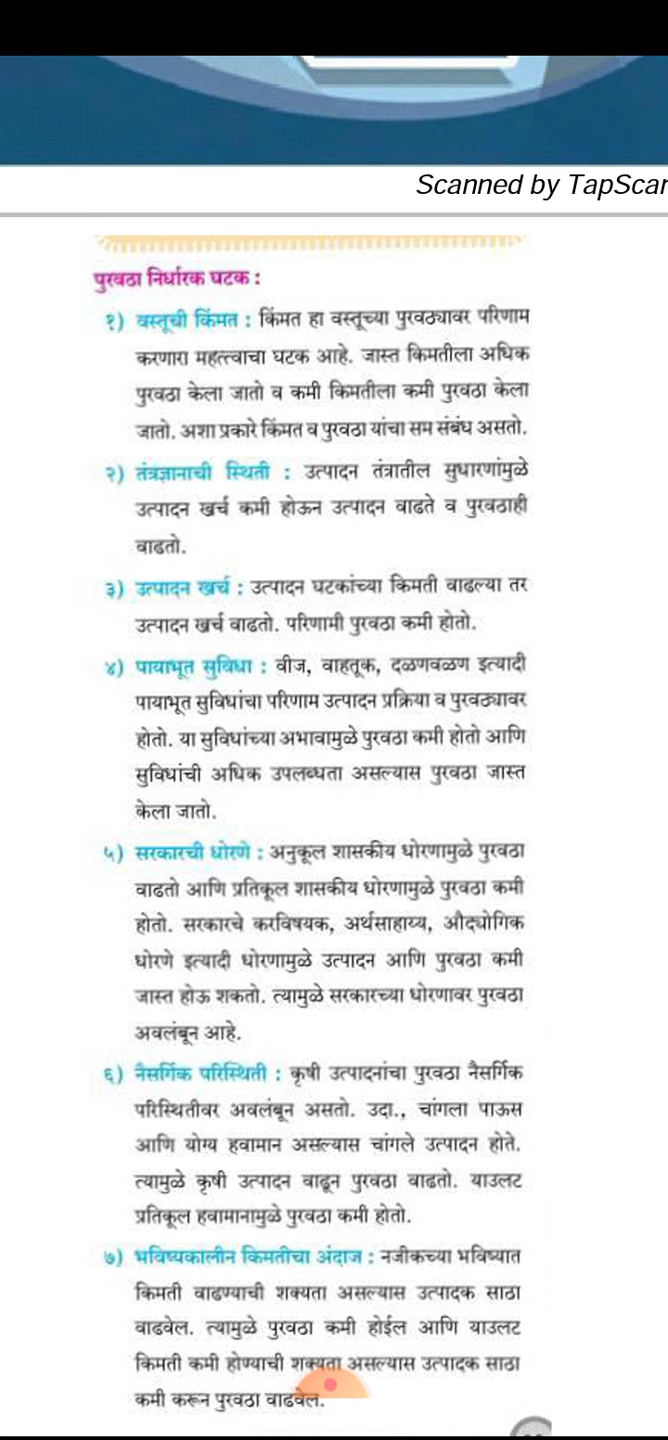 Scanned by TapScar
पुरवठा निर्धारक घटक :
१) वस्तूची किंमत : किंमत हा वस्तूच्या पुरवठ्यावर परिणाम
करणारा महत्त्वाचा घटक आहे. जास्त किमतीला अधिक
पुरवठा केला जातो व कमी किमतीला कमी पुरवठा केला
जातो. अशा प्रकारे किंमत व पुरवठा यांचा सम संबंध असतो.
२) तंत्रज्ञानाची स्थिती : उत्पादन तंत्रातील सुधारणांमुळे
उत्पादन खर्च कमी होऊन उत्पादन वाढते व पुरवठाही
वाढतो.
३) उत्पादन खर्च : उत्पादन घटकांच्या किमती वाढल्या तर
उत्पादन खर्च वाढतो. परिणामी पुरवठा कमी होतो.
४) पायाभूत सुविधा : वीज, वाहतूक, दळणवळण इत्यादी
पायाभूत सुविधांचा परिणाम उत्पादन प्रक्रिया व पुरवठ्यावर
होतो. या सुविधांच्या अभावामुळे पुरवठा कमी होतो आणि
सुविधांची अधिक उपलब्धता असल्यास पुरवठा जास्त
केला जातो.
५) सरकारची धोरणे : अनुकूल शासकीय धोरणामुळे पुरवठा
वाढतो आणि प्रतिकूल शासकीय धोरणामुळे पुरवठा कमी
होतो. सरकारचे करविषयक, अर्थसाहाय्य, औद्योगिक
धोरणे इत्यादी धोरणामुळे उत्पादन आणि पुरवठा कमी
जास्त होऊ शकतो. त्यामुळे सरकारच्या धोरणावर पुरवठा
अवलंबून आहे.
६) नैसर्गिक परिस्थिती : कृषी उत्पादनांचा पुरवठा नैसर्गिक
परिस्थितीवर अवलंबून असतो. उदा., चांगला पाऊस
आणि योग्य हवामान असल्यास चांगले उत्पादन होते.
त्यामुळे कृषी उत्पादन वाढून पुरवठा वाढतो. याउलट
प्रतिकूल हवामानामुळे पुरवठा कमी होतो.
७) भविष्यकालीन किमतीचा अंदाज : नजीकच्या भविष्यात
किमती वाढण्याची शक्यता असल्यास उत्पादक साठा
वाढवेल. त्यामुळे पुरवठा कमी होईल आणि याउलट
किमती कमी होण्याची शक्यता असल्यास उत्पादक साठा
कमी करून पुरवठा वाढवेल.